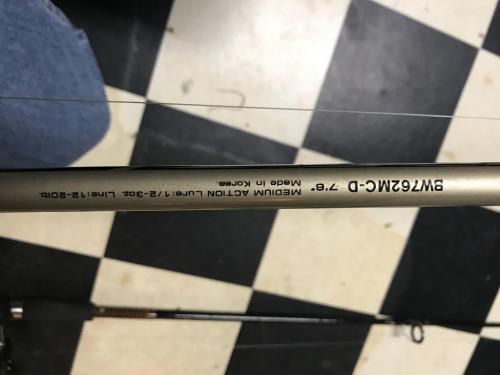 BW762MC-D 7'6" MEDIUM ACTION Lure:1/2-3oz. Line:12-20lb.
Made in Korea.